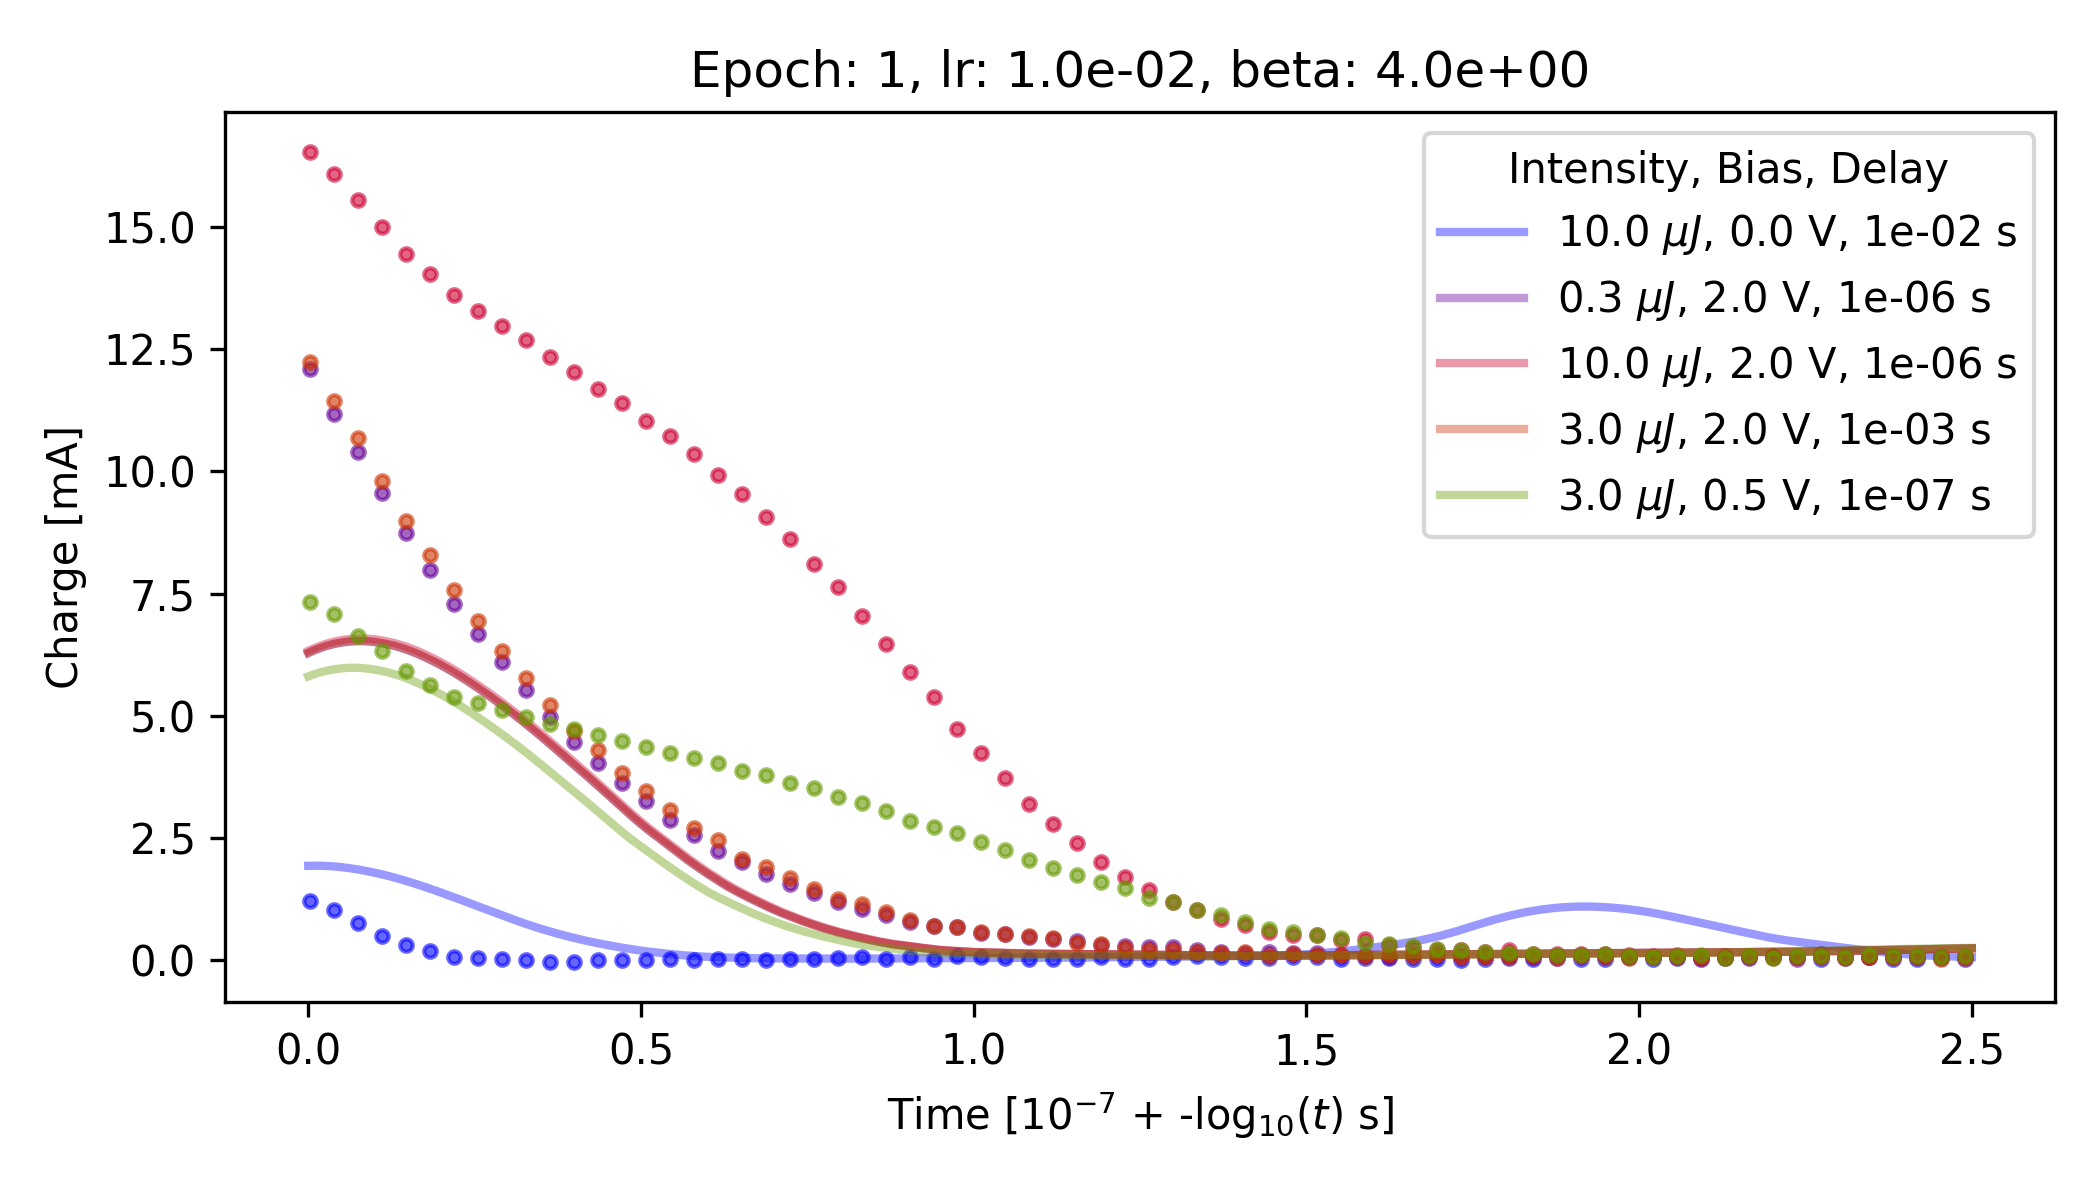 Epoch: 1, lr: 1.0e-02, beta: 4.0e+00
Intensity, Bias, Delay
10.0 μJ, 0.0 V, 1e-02 s
0.3 μJ, 2.0 V, 1e-06 s
10.0 μJ, 2.0 V, 1e-06 s
3.0 μJ, 2.0 V, 1e-03 s
3.0 μJ, 0.5 V, 1e-07 s
Charge [mA]
15.0
12.5
10.0
7.5
5.0
2.5
0.0
0.0 0.5 1.0 1.5 2.0 2.5
Time [10⁻⁷ + -log₁₀(t) s]